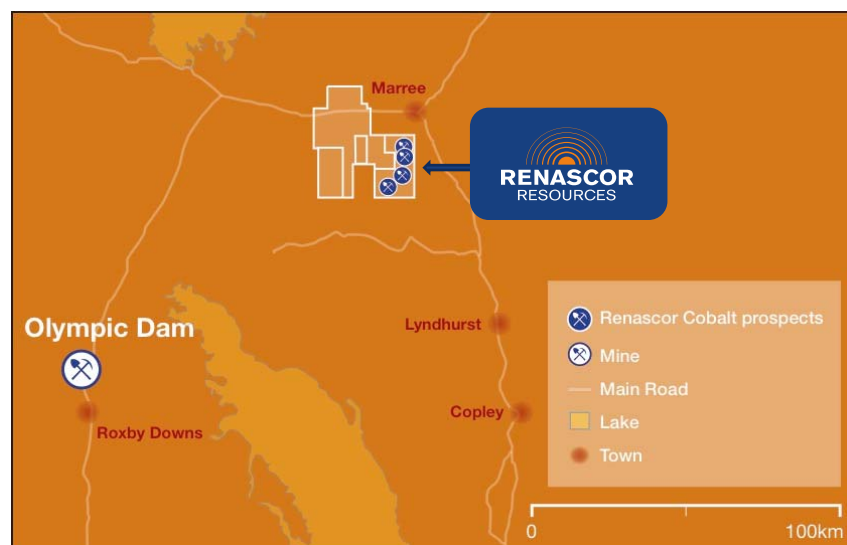 Marree
RENASCOR
RESOURCES
Olympic Dam
Lyndhurst
Roxby Downs
Copley
Renascor Cobalt prospects
Mine
Main Road
Lake
Town
0
100km